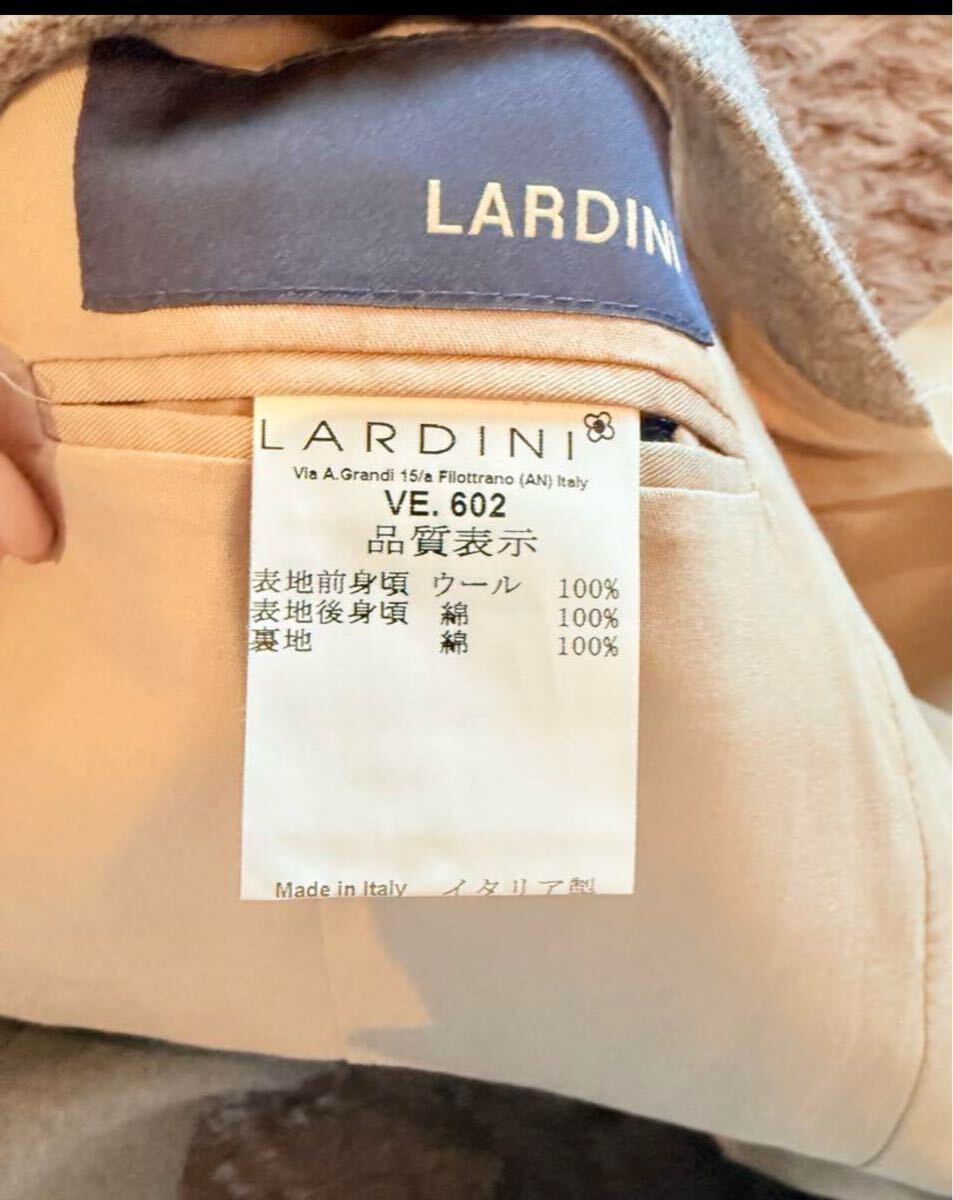 LARDINI
LARDINI
Via A.Grandi 15/a Filottrano (AN) Italy
VE. 602
品質表示
表地前身頃 ウール 100%
表地後身頃 綿 100%
裏地 綿 100%
Made in Italy イタリア製